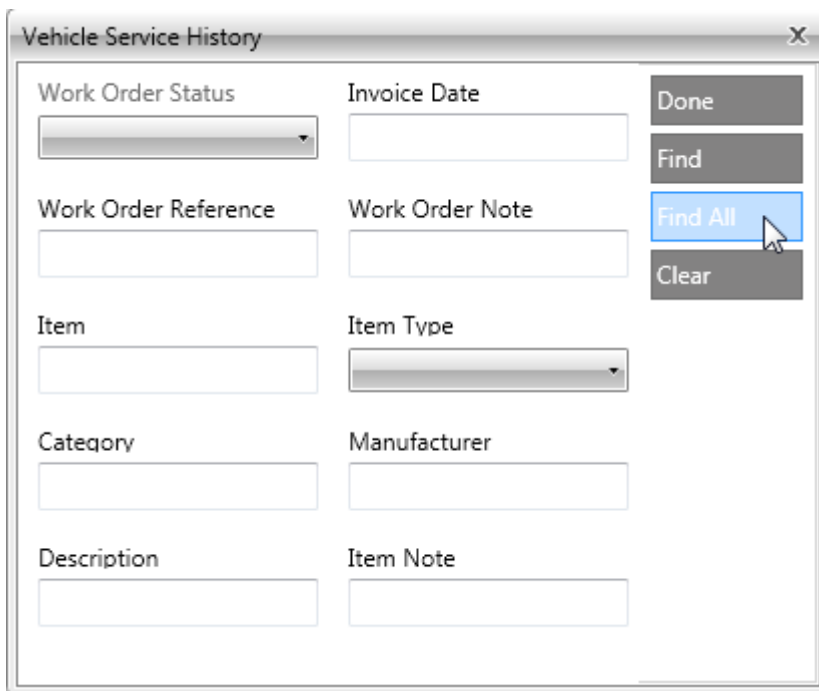 Vehicle Service History
Work Order Status
Invoice Date
Work Order Reference
Work Order Note
Item
Item Type
Category
Manufacturer
Description
Item Note
Done
Find
Find All
Clear